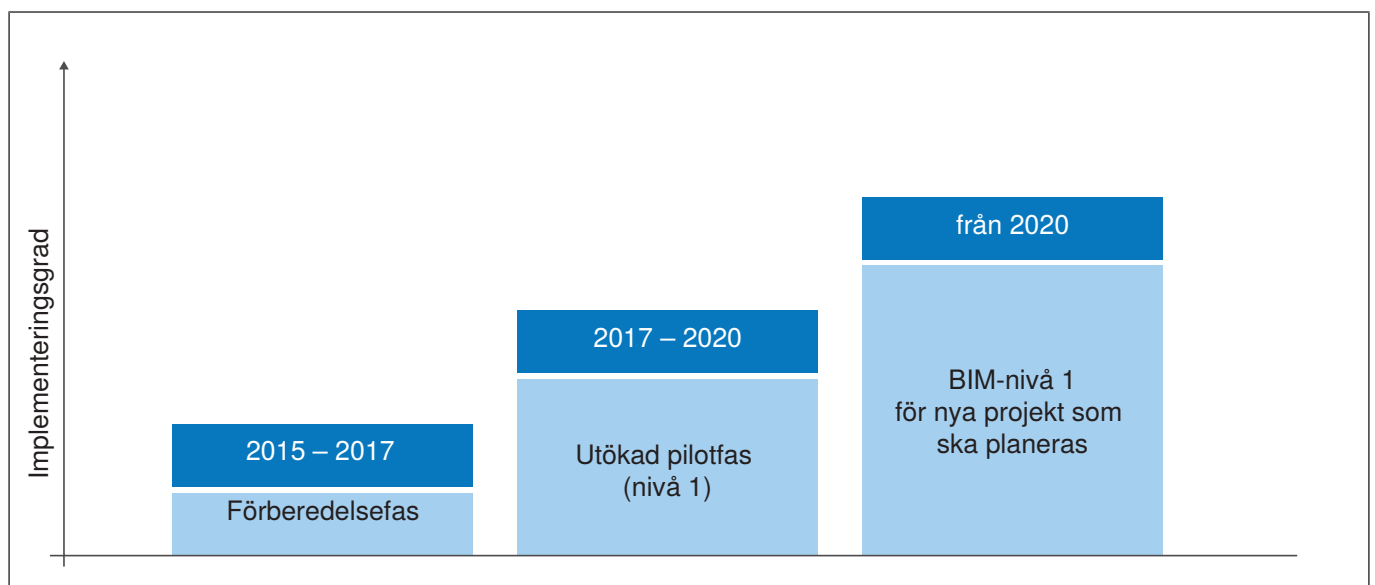 Implementeringsgrad
2015 – 2017
Förberedelsefas
2017 – 2020
Utökad pilotfas
(nivå 1)
från 2020
BIM-nivå 1
för nya projekt som
ska planeras